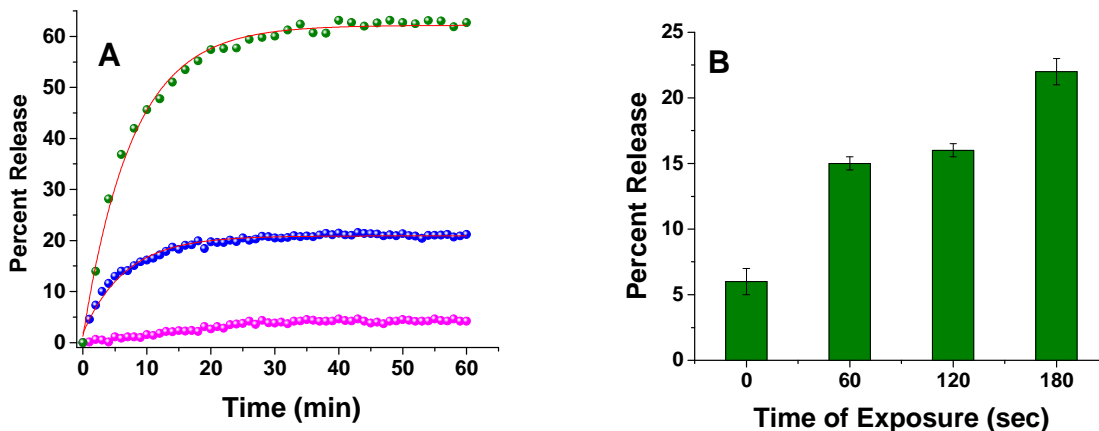 A
Percent Release
60
50
40
30
20
10
0
0 10 20 30 40 50 60
Time (min)
B
Percent Release
25
20
15
10
5
0
0 60 120 180
Time of Exposure (sec)